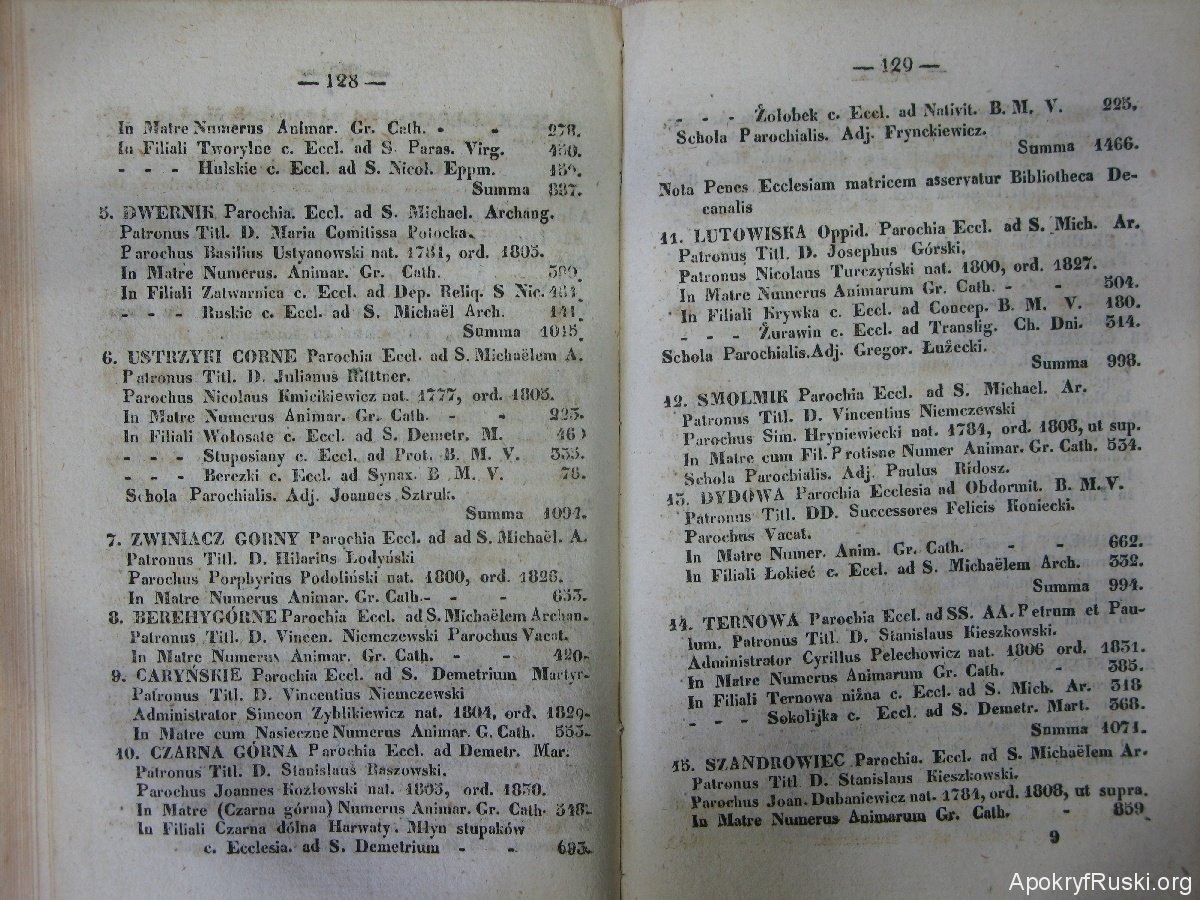 — 128 —
In Matre Numerus Animar. Gr. Cath. - - 278.
In Filiali Tworylne c. Eccl. ad S. Paras. Virg.
- - - Hulskie c. Eccl. ad S. Nicol. Eppm.
Summa 887.
5. DWERNIK Parochia. Eccl. ad S. Michael. Archang.
Patronus Titl. D. Maria Comitissa Potocka.
Parochus Basilius Ustyanowski nat. 1781, ord. 1805.
In Matre Numerus. Animar. Gr. Cath.
In Filiali Zatwarnica c. Eccl. ad Dep. Reliq. S Nic.
- - - Ruskie c. Eccl. ad S. Michaël Arch. 141.
Summa 1015.
6. USTRZYKI GORNE Parochia Eccl. ad S. Michaëlem A.
Patronus Titl. D. Julianus Bittner.
Parochus Nicolaus Kmicikiewicz nat. 1777, ord. 1803.
In Matre Numerus Animar. Gr. Cath. - - 223.
In Filiali Wołosate c. Eccl. ad S. Demetr. M.
- - - Stuposiany c. Eccl. ad Prot. B. M. V. 333.
- - - Berezki c. Eccl. ad Synax. B M. V. 78.
Schola Parochialis. Adj. Joannes Sztruk.
Summa 1094.
7. ZWINIACZ GORNY Parochia Eccl. ad ad S. Michaël. A.
Patronus Titl. D. Hilarius Łodyński
Parochus Porphyrius Podoliński nat. 1800, ord. 1826.
In Matre Numerus Animar. Gr. Cath.- - 653.
8. BEREHYGÓRNE Parochia Eccl. ad S. Michaëlem Archan.
Patronus Titl. D. Vincen. Niemczewski Parochus Vacat.
In Matre Numerus Animar. Gr. Cath. - - 420.
9. CARYŃSKIE Parochia Eccl. ad S. Demetrium Martyr-
Patronus Titl. D. Vincentius Niemczewski
Administrator Simeon Zyblikiewicz nat. 1804, ord. 1829.
In Matre cum Nasieczne Numerus Animar. G. Cath. 553.
10. CZARNA GÓRNA Parochia Eccl. ad Demetr. Mar.
Patronus Titl. D. Stanislaus Raszowski.
Parochus Joannes Kozłowski nat. 1803, ord. 1830.
In Matre (Czarna górna) Numerus Animar. Gr. Cath. 548.
In Filiali Czarna dólna Harwaty. Młyn stupaków
c. Ecclesia. ad S. Demetrium - - 693.
— 129 —
- - - Żołobek c. Eccl. ad Nativit. B. M. V. 225.
Schola Parochialis. Adj. Frynckiewicz.
Summa 1466.
Nota Penes Ecclesiam matricem asservatur Bibliotheca De-
canalis
11. LUTOWISKA Oppid. Parochia Eccl. ad S. Mich. Ar.
Patronus Titl. D. Josephus Górski.
Patronus Nicolaus Turczyński nat. 1800, ord. 1827.
In Matre Numerus Animarum Gr. Cath. - - 504.
In Filiali Krywka c. Eccl. ad Concep. B. M. V. 180.
- - - Żurawin c. Eccl. ad Translig. Ch. Dni. 314.
Schola Parochialis. Adj. Gregor. Łużecki.
Summa 998.
12. SMOLMIK Parochia Eccl. ad S. Michael. Ar.
Patronus Titl. D. Vincentius Niemczewski
Parochus Sim. Hryniewiecki nat. 1784, ord. 1808, ut sup.
In Matre cum Fil. Protisne Numer Animar. Gr. Cath. 534.
Schola Parochialis. Adj. Paulus Ridosz.
13. DYDOWA Parochia Ecclesia ad Obdormit. B. M. V.
Patronus Titl. DD. Successores Felicis Koniecki.
Parochus Vacat.
In Matre Numer. Anim. Gr. Cath. - - 662.
In Filiali Łokieć c. Eccl. ad S. Michaëlem Arch. 332.
Summa 994.
14. TERNOWA Parochia Eccl. ad SS. AA. Petrum et Pau-
lum. Patronus Titl. D. Stanislaus Kieszkowski.
Administrator Cyrillus Pelechowicz nat. 1806 ord. 1831.
In Matre Numerus Animarum Gr. Cath. - 385.
In Filiali Ternowa niżna c. Eccl. ad S. Mich. Ar. 318
- - - Sokolijka c. Eccl. ad S. Demetr. Mart. 368.
Summa 1071.
15. SZANDROWIEC Parochia. Eccl. ad S. Michaëlem Ar.
Patronus Titl D. Stanislaus Kieszkowski.
Parochus Joan. Dubaniewicz nat. 1784, ord. 1808, ut supra.
In Matre Numerus Animarum Gr. Cath. - 859
9
ApokryfRuski.org